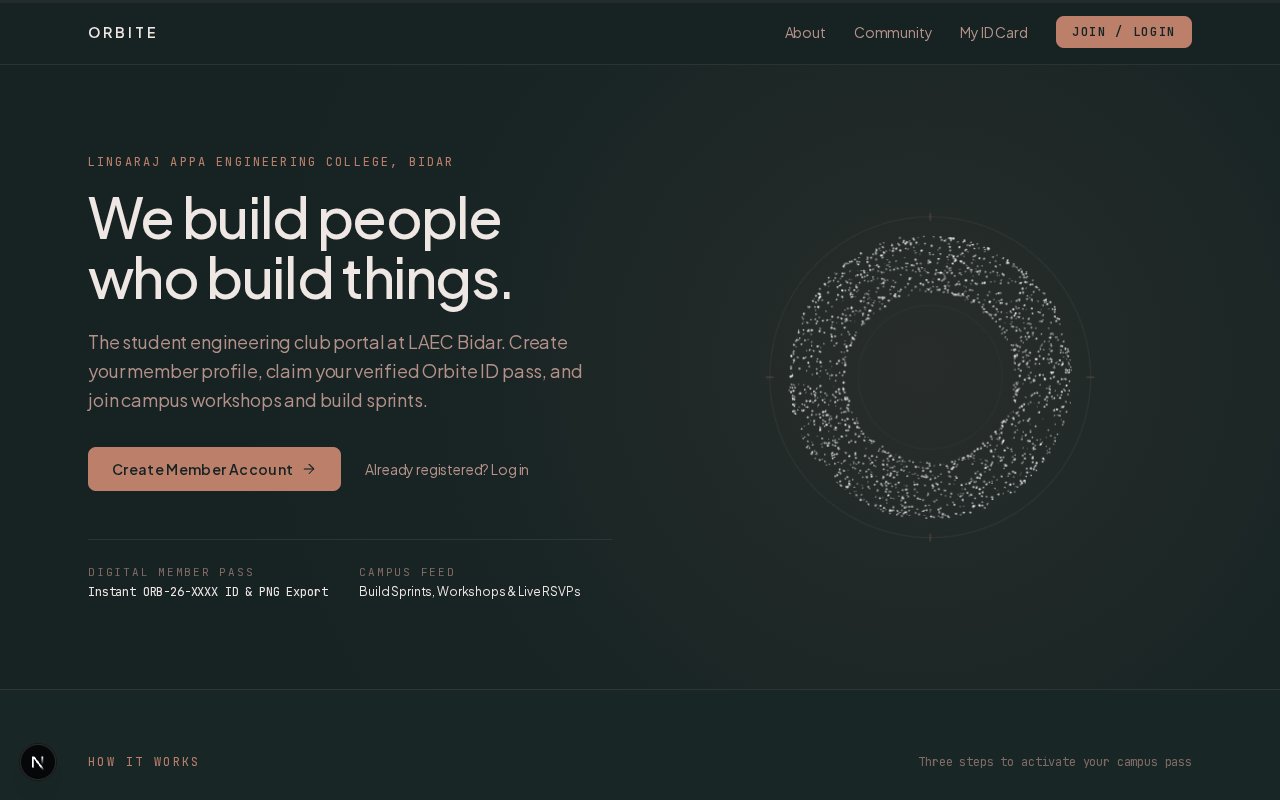 ORBITE
About
Community
My ID Card
JOIN / LOGIN
LINGARAJ APPA ENGINEERING COLLEGE, BIDAR
We build people
who build things.
The student engineering club portal at LAEC Bidar. Create
your member profile, claim your verified Orbite ID pass, and
join campus workshops and build sprints.
Create Member Account →
Already registered? Log in
DIGITAL MEMBER PASS
Instant ORB-26-XXXX ID & PNG Export
CAMPUS FEED
Build Sprints, Workshops & Live RSVPs
N
HOW IT WORKS
Three steps to activate your campus pass